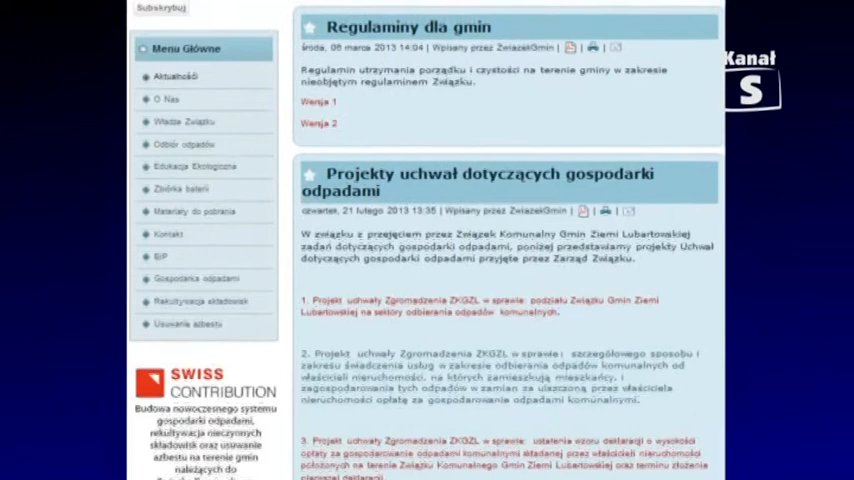 Subskrybuj
Menu Główne
Aktualności
O Nas
Władze Związku
Odbiór odpadów
Edukacja Ekologiczna
Zbiórka baterii
Materiały do pobrania
Kontakt
BIP
Gospodarka odpadami
Rekultywacja składowisk
Usuwanie azbestu
SWISS
CONTRIBUTION
Budowa nowoczesnego systemu
gospodarki odpadami,
rekultywacja nieczynnych
składowisk oraz usuwanie
azbestu na terenie gmin
należących do
Regulaminy dla gmin
środa, 06 marca 2013 14:04 | Wpisany przez ZwiazekGmin
Regulamin utrzymania porządku i czystości na terenie gminy w zakresie
nieobjętym regulaminem Związku.
Wersja 1
Wersja 2
Projekty uchwał dotyczących gospodarki
odpadami
czwartek, 21 lutego 2013 13:35 | Wpisany przez ZwiazekGmin
W związku z przejęciem przez Związek Komunalny Gmin Ziemi Lubartowskiej
zadań dotyczących gospodarki odpadami, poniżej przedstawiamy projekty Uchwał
dotyczących gospodarki odpadami przyjęte przez Zarząd Związku.
1. Projekt uchwały Zgromadzenia ZKGZL w sprawie: podziału Związku Gmin Ziemi
Lubartowskiej na sektory odbierania odpadów komunalnych.
2. Projekt uchwały Zgromadzenia ZKGZL w sprawie: szczegółowego sposobu i
zakresu świadczenia usług w zakresie odbierania odpadów komunalnych od
właścicieli nieruchomości, na których zamieszkują mieszkańcy, i
zagospodarowania tych odpadów w zamian za uiszczoną przez właściciela
nieruchomości opłatę za gospodarowanie odpadami komunalnymi.
3. Projekt uchwały Zgromadzenia ZKGZL w sprawie: ustalenia wzoru deklaracji o wysokości
opłaty za gospodarowanie odpadami komunalnymi składanej przez właścicieli nieruchomości
położonych na terenie Związku Komunalnego Gmin Ziemi Lubartowskiej oraz terminu złożenia
pierwszej deklaracji.
Kanał
S